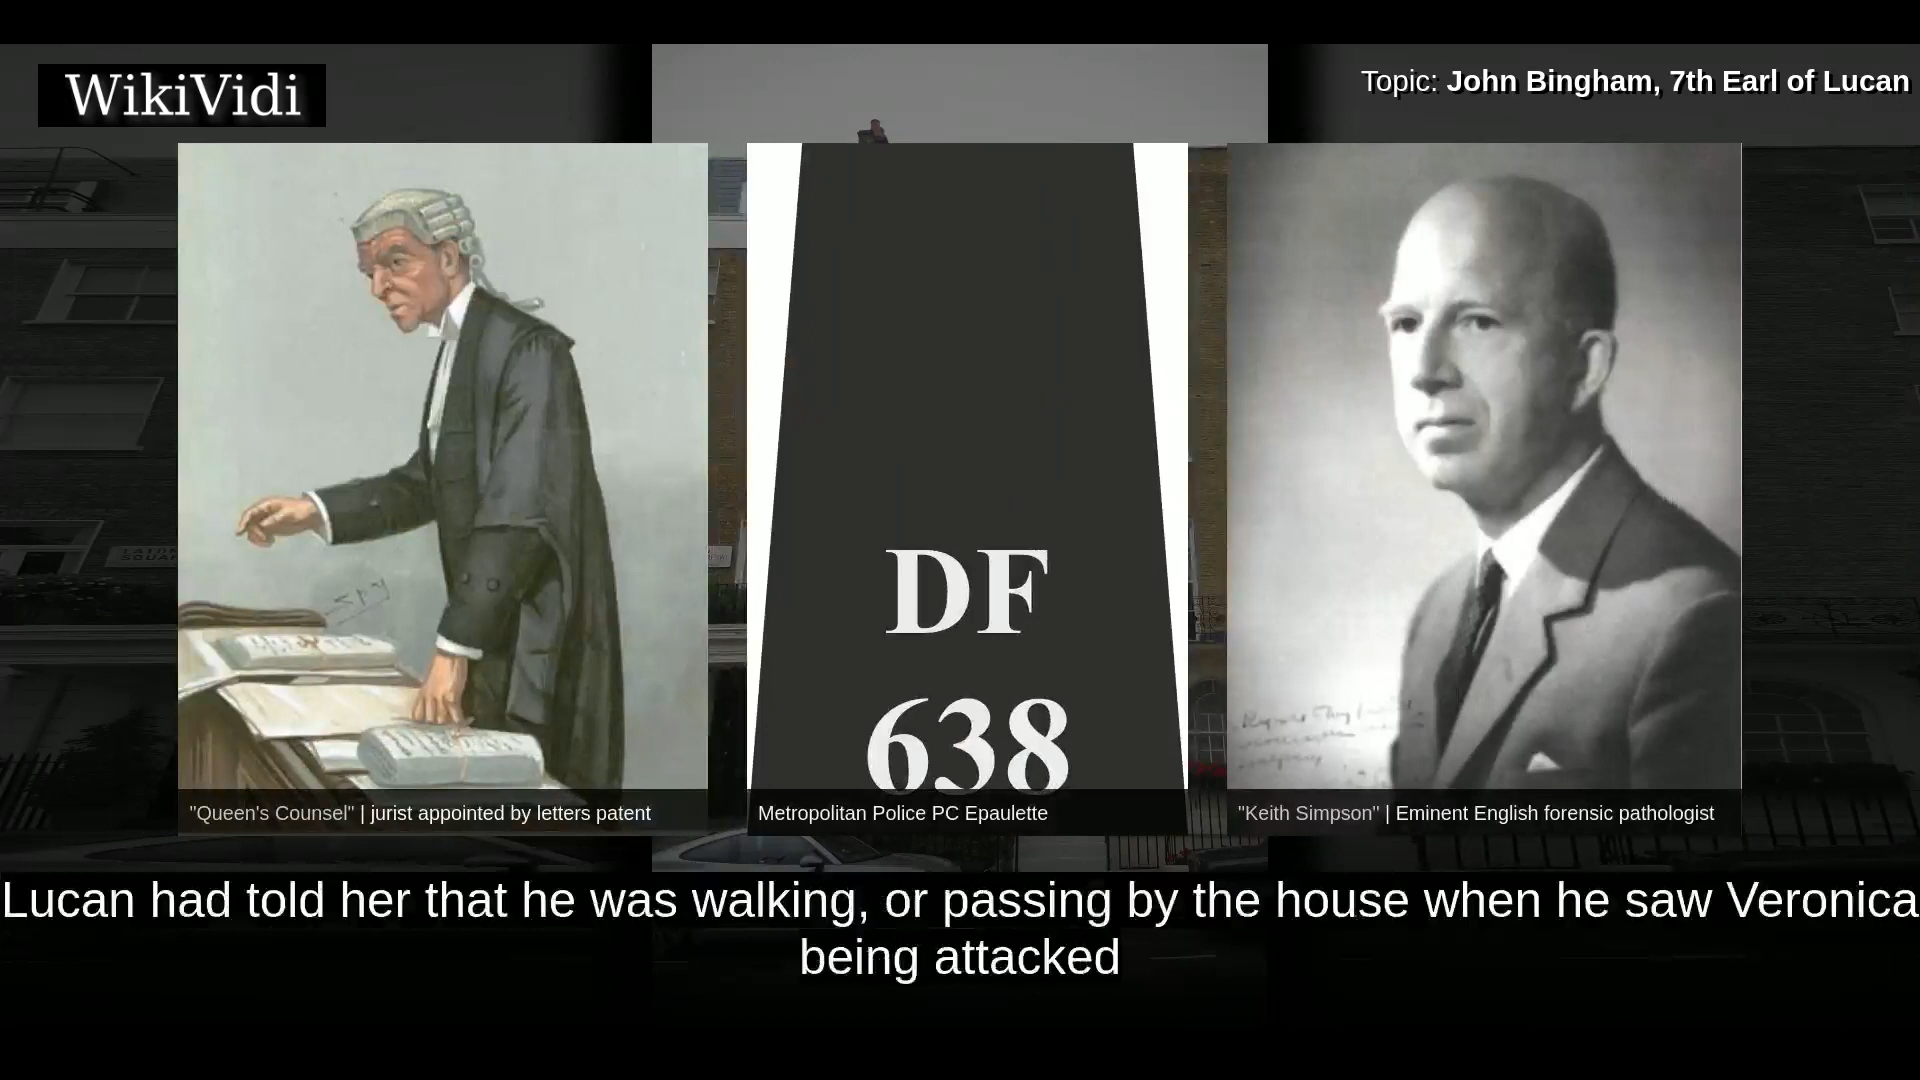 WikiVidi
Topic: John Bingham, 7th Earl of Lucan
Spy
DF
638
"Queen's Counsel" | jurist appointed by letters patent
Metropolitan Police PC Epaulette
"Keith Simpson" | Eminent English forensic pathologist
Lucan had told her that he was walking, or passing by the house when he saw Veronica
being attacked